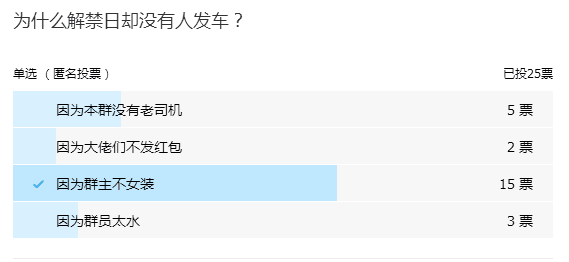 为什么解禁日却没有人发车？
单选 （ 匿名投票 ） 已投25票
因为本群没有老司机 5 票
因为大佬们不发红包 2 票
因为群主不女装 15 票
因为群员太水 3 票